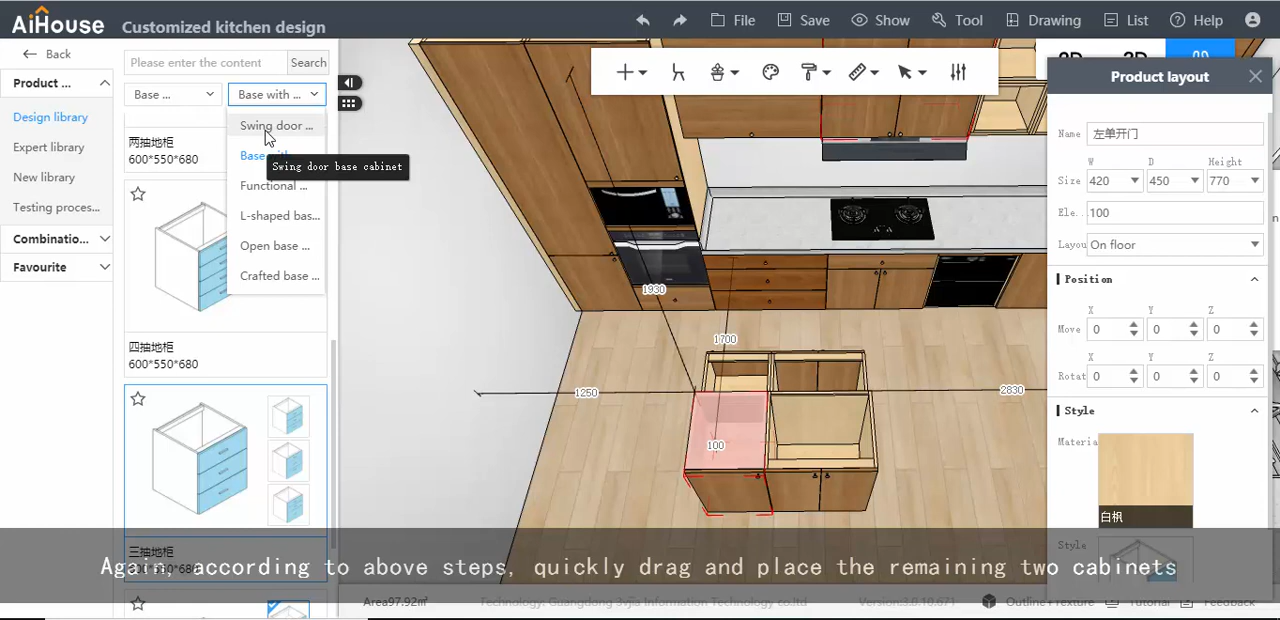 AiHouse
Customized kitchen design
File
Save
Show
Tool
Drawing
List
Help
Back
Please enter the content
Search
Product ...
Base ...
Base with ...
Design library
Expert library
New library
Testing proces...
Combinatio...
Favourite
Swing door ...
Base with
Swing door base cabinet
Functional ...
L-shaped bas...
Open base ...
Crafted base ...
两抽地柜
600*550*680
四抽地柜
600*550*680
三抽地柜
1930
1700
1250
2830
100
Product layout
Name
左单开门
W
D
Height
Size
420
450
770
Ele...
100
Layou
On floor
Position
X
Y
Z
Move
0
0
0
X
Y
Z
Rotat
0
0
0
Style
Materia
白枫
Style
Again, according to above steps, quickly drag and place the remaining two cabinets
Area97.92㎡
Technology: Guangdong 3vjia Information Technology co.ltd
Version:3.0.10.671
Outline+Texture
Tutorial
Feedback